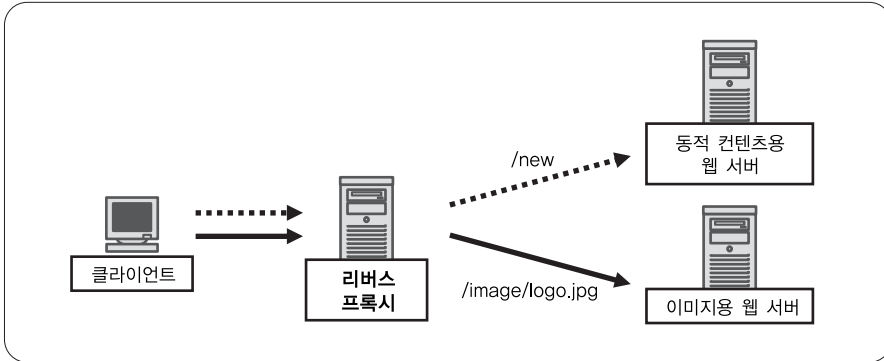 /new
동적 컨텐츠용
웹 서버
클라이언트
리버스
프록시
/image/logo.jpg
이미지용 웹 서버